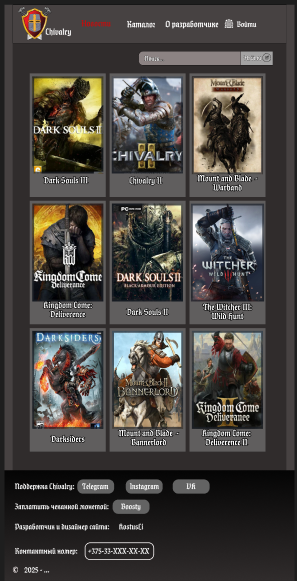 Chivalry
Каталог
О разработчике
Войти
Поиск...
DARK SOULS III
CHIVALRY II
Mount & Blade
Dark Souls III
Chivalry II
Mount and Blade -
Warband
Kingdom Come
Deliverance
DARK SOULS II
THE WITCHER
WILD HUNT
Kingdom Come:
Deliverence
Dark Souls II
The Witcher III:
Wild Hunt
DARKSIDERS
Mount & Blade II
BANNERLORD
Kingdom Come
Deliverance
II
Darksiders
Mount and Blade -
Bannerlord
Kingdom Come:
Deliverence II
Поддержка Chivalry: Telegram Instagram VK
Заплатить чеканной монетой: Boosty
Разработчик и дизайнер сайта: KostusLI
Контактный номер: +375-33-XXX-XX-XX
© 2025 - ...